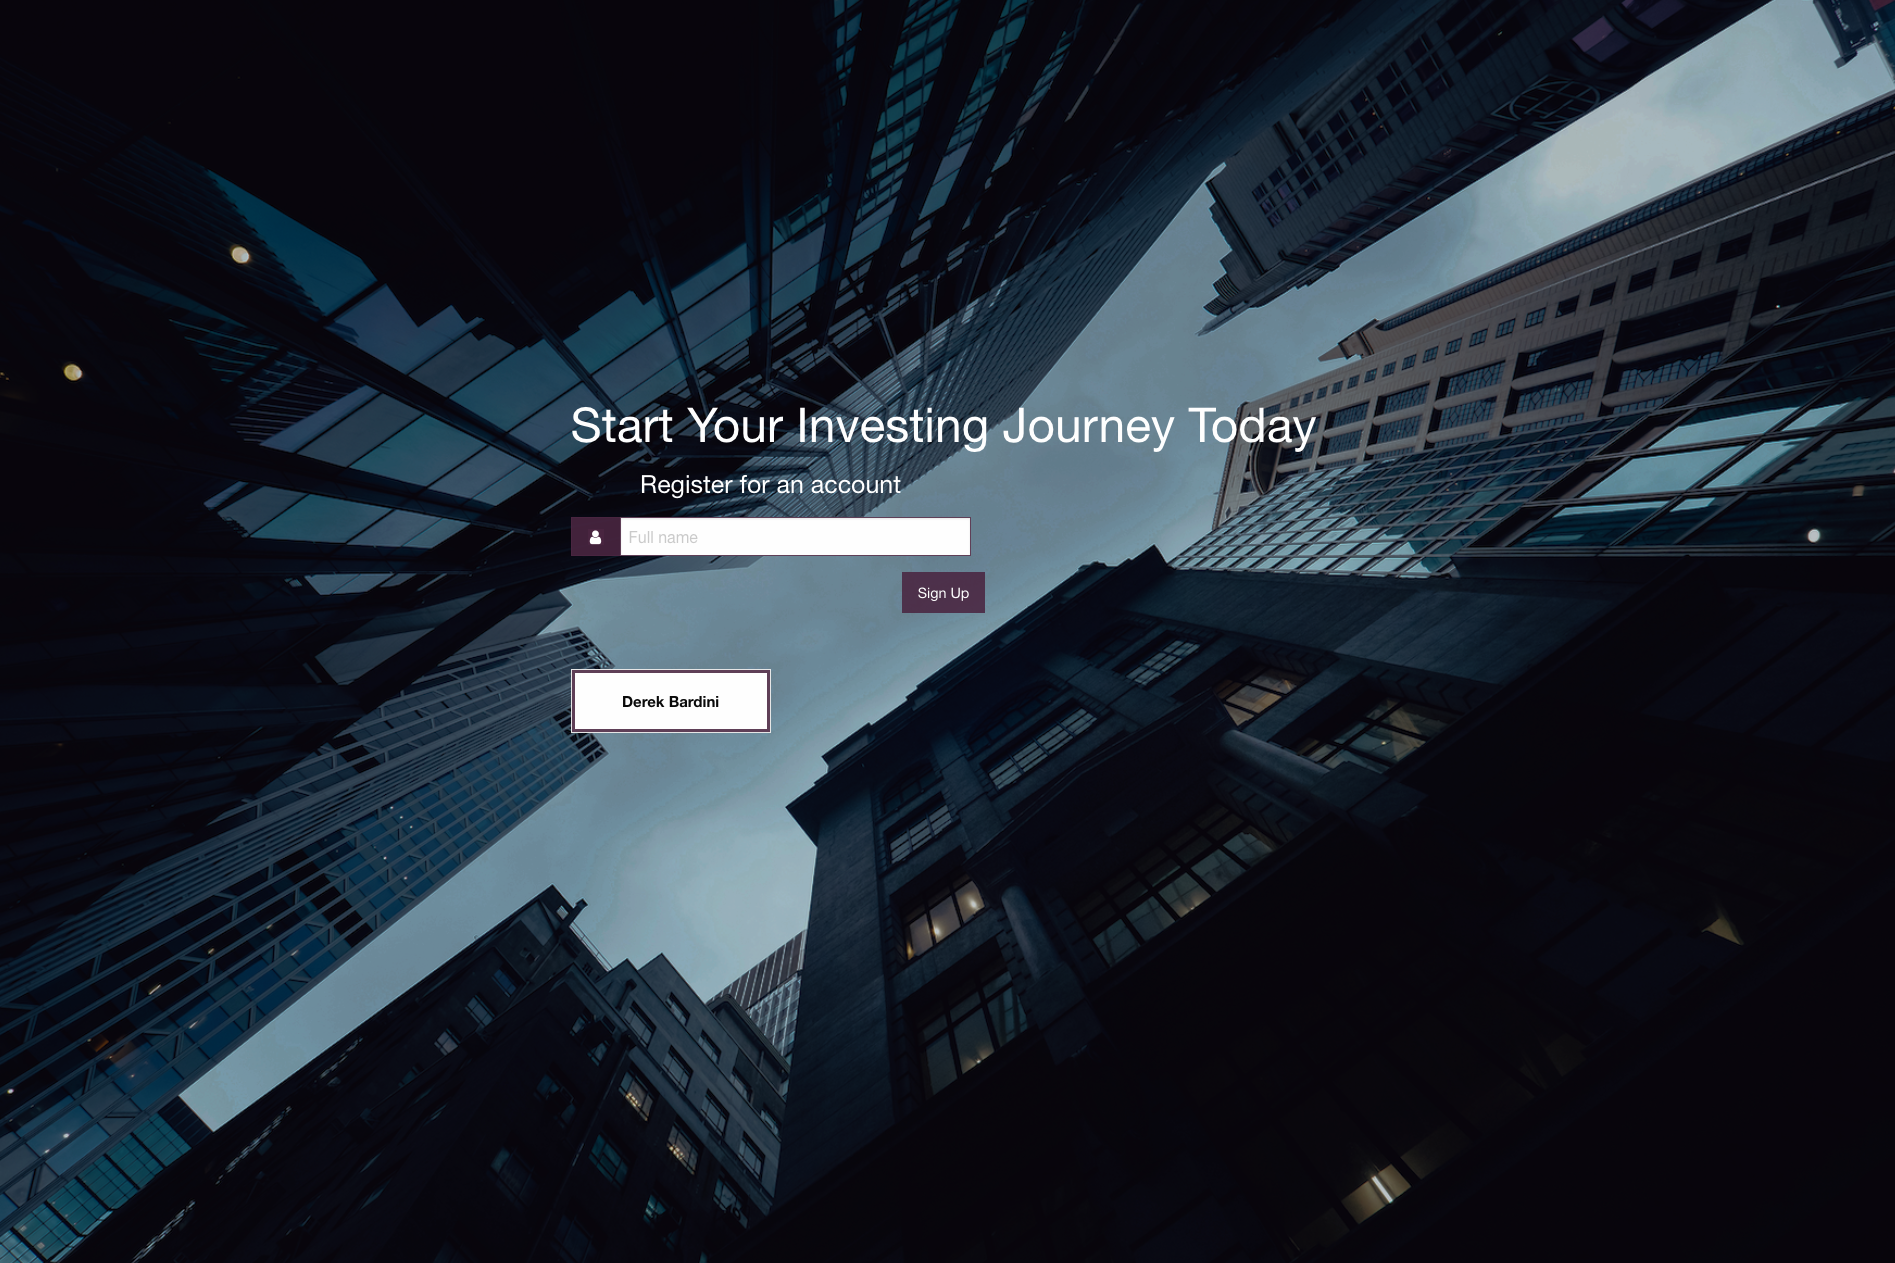 Start Your Investing Journey Today
Register for an account
Full name
Sign Up
Derek Bardini